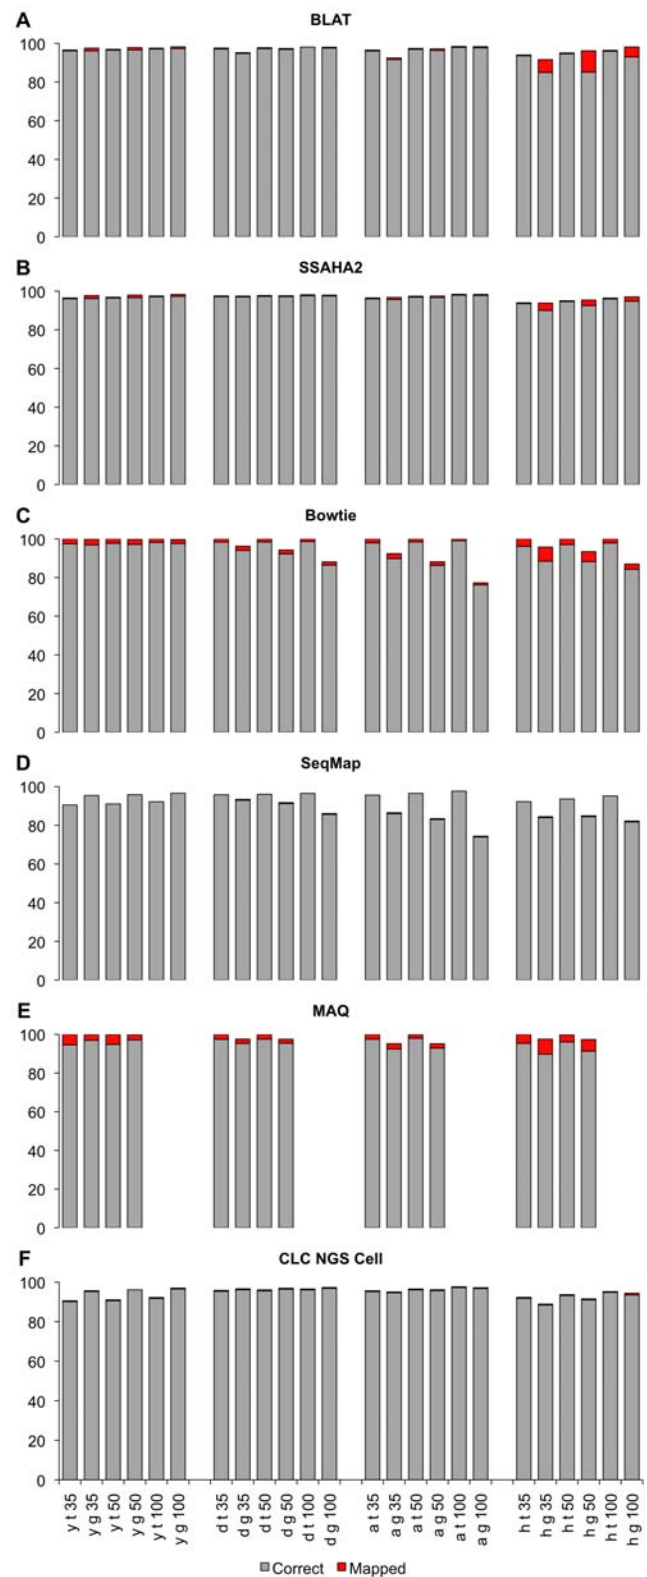 A
BLAT
100
80
60
40
20
0
B
SSAHA2
100
80
60
40
20
0
C
Bowtie
100
80
60
40
20
0
D
SeqMap
100
80
60
40
20
0
E
MAQ
100
80
60
40
20
0
F
CLC NGS Cell
100
80
60
40
20
0
y t 35
y g 35
y t 50
y g 50
y t 100
y g 100
d t 35
d g 35
d t 50
d g 50
d t 100
d g 100
a t 35
a g 35
a t 50
a g 50
a t 100
a g 100
h t 35
h g 35
h t 50
h g 50
h t 100
h g 100
Correct Mapped